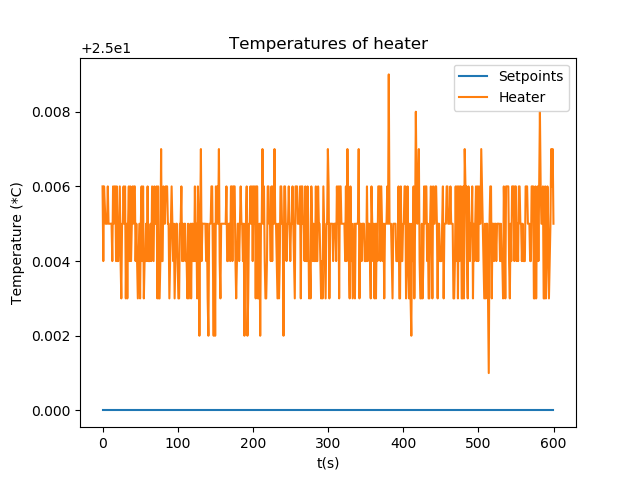 Temperatures of heater
+2.5e1
Setpoints
Heater
0.008
0.006
0.004
0.002
0.000
Temperature (*C)
0
100
200
300
400
500
600
t(s)